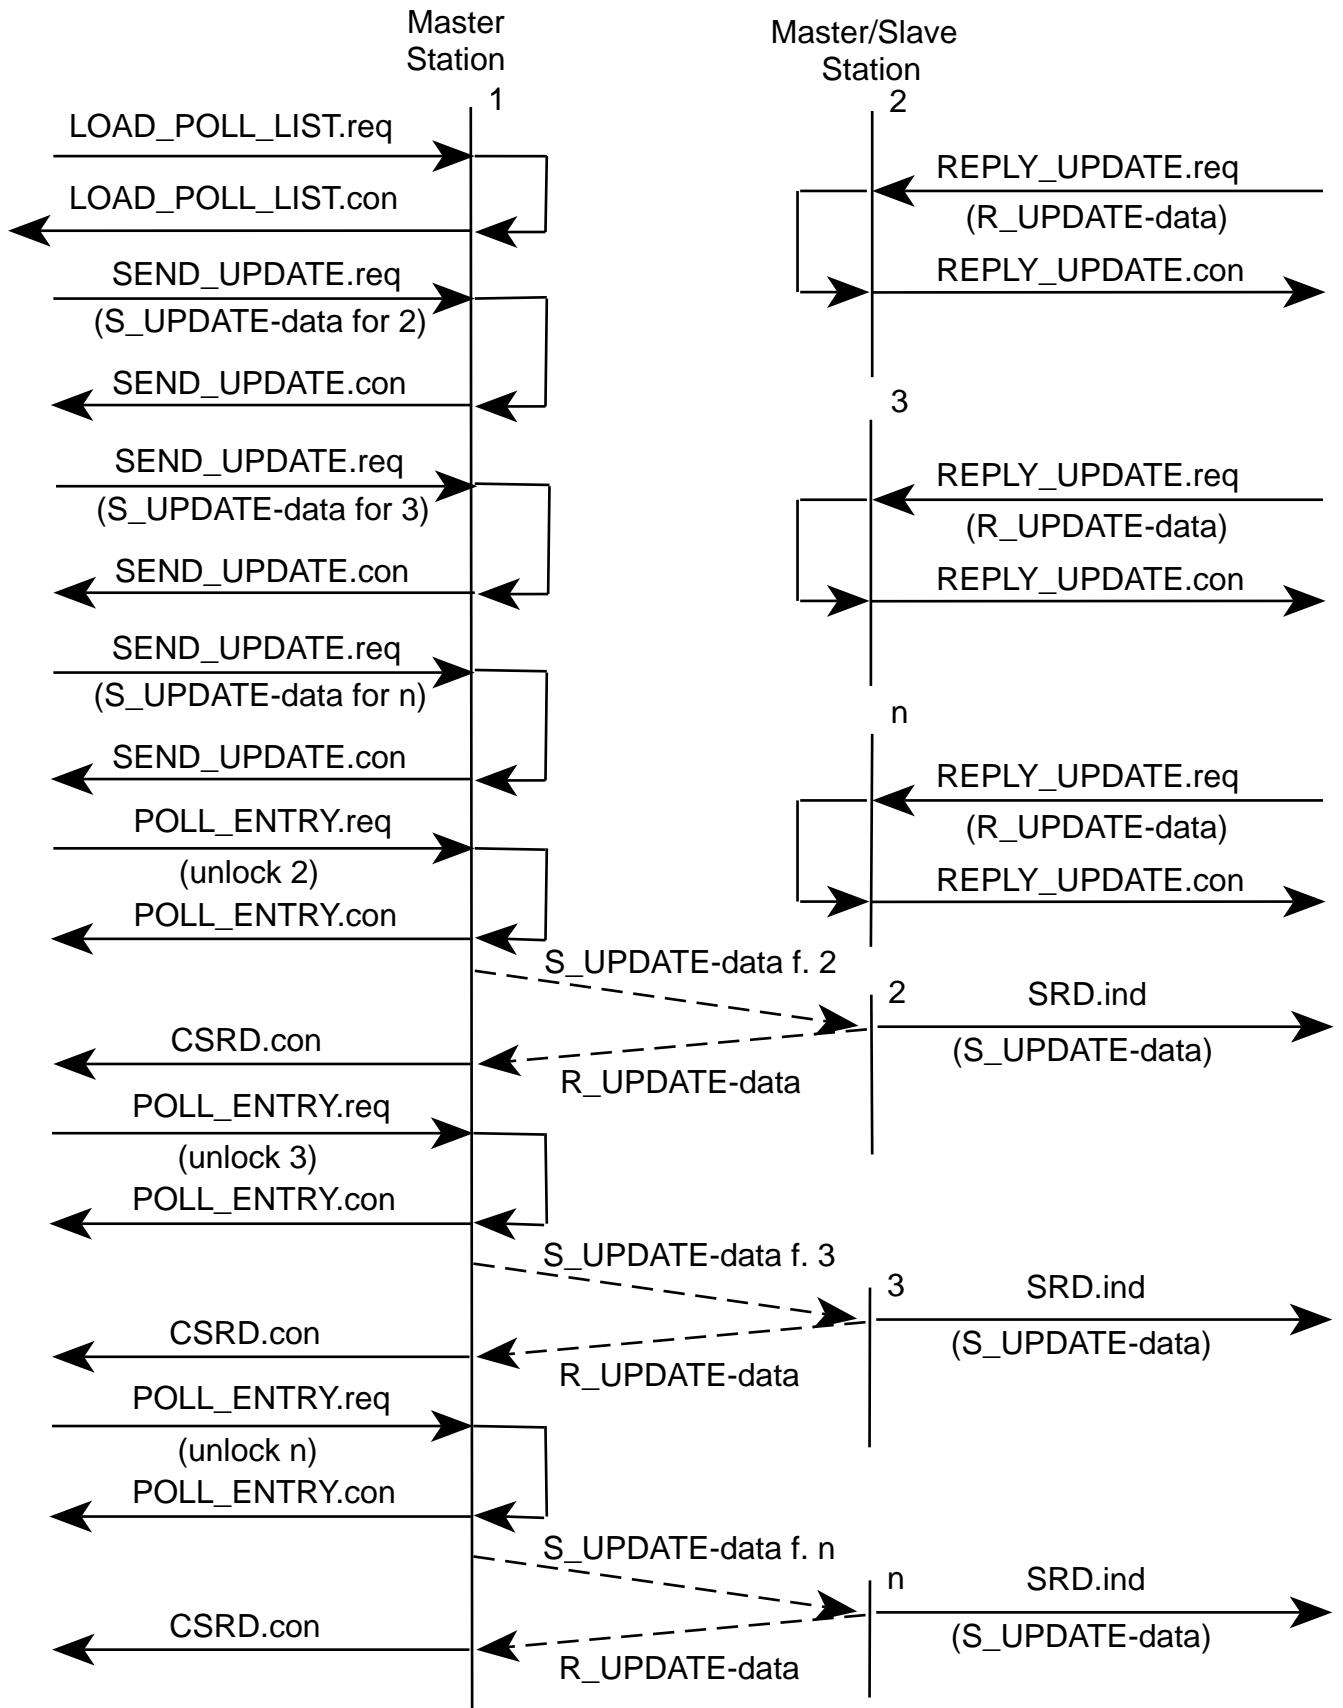 Master
Station
1
Master/Slave
Station
2
LOAD_POLL_LIST.req
REPLY_UPDATE.req
LOAD_POLL_LIST.con
(R_UPDATE-data)
SEND_UPDATE.req
REPLY_UPDATE.con
(S_UPDATE-data for 2)
SEND_UPDATE.con
3
SEND_UPDATE.req
REPLY_UPDATE.req
(S_UPDATE-data for 3)
(R_UPDATE-data)
SEND_UPDATE.con
REPLY_UPDATE.con
SEND_UPDATE.req
(S_UPDATE-data for n)
n
SEND_UPDATE.con
REPLY_UPDATE.req
POLL_ENTRY.req
(R_UPDATE-data)
(unlock 2)
REPLY_UPDATE.con
POLL_ENTRY.con
S_UPDATE-data f. 2
2
SRD.ind
CSRD.con
(S_UPDATE-data)
R_UPDATE-data
POLL_ENTRY.req
(unlock 3)
POLL_ENTRY.con
S_UPDATE-data f. 3
3
SRD.ind
CSRD.con
(S_UPDATE-data)
R_UPDATE-data
POLL_ENTRY.req
(unlock n)
POLL_ENTRY.con
S_UPDATE-data f. n
n
SRD.ind
CSRD.con
(S_UPDATE-data)
R_UPDATE-data